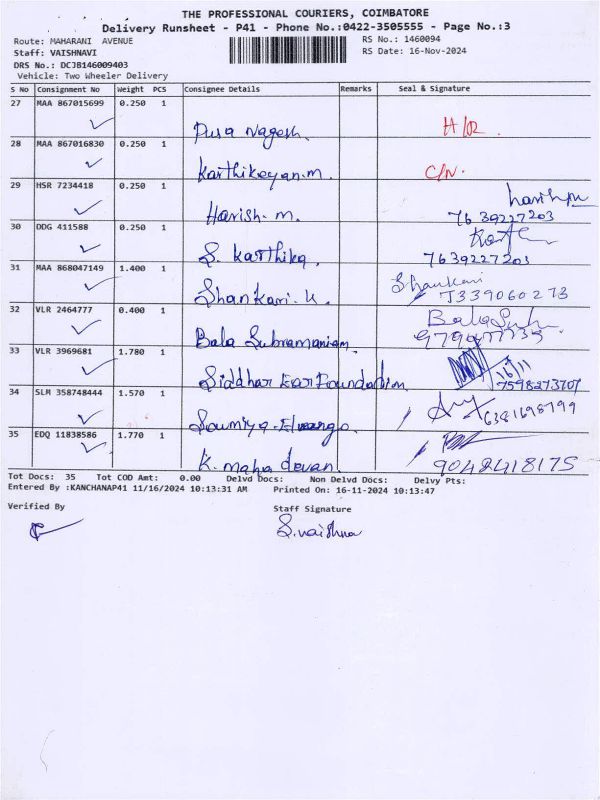 THE PROFESSIONAL COURIERS, COIMBATORE
Delivery Runsheet - P41 - Phone No.:0422-3505555 - Page No.:3
Route: MAHARANI AVENUE
RS No.: 1460094
Staff: VAISHNAVI
RS Date: 16-Nov-2024
DRS No.: DCJB146009403
Vehicle: Two Wheeler Delivery
S No Consignment No Weight PCS Consignee Details Remarks Seal & Signature
27 MAA 867015699 0.250 1
Puja Nagesh.
28 MAA 867016830 0.250 1
Karthikeyan.m. C/N.
29 HSR 7234418 0.250 1
Harish. m. 7639227203
30 DDG 411588 0.250 1
S. Karthika. 7639227203
31 MAA 868047149 1.400 1
Shankari. K. Shankari 7339060273
32 VLR 2464777 0.400 1
Bala Subramaniam.
33 VLR 3969681 1.780 1
16/11
Siddhar Kar Foundation. 7598273707
34 SLM 358748444 1.570 1
6381698799
35 EDQ 11838586 1.770 1
K. maha devan. 9042418175
Tot Docs: 35 Tot COD Amt: 0.00 Delvd Docs: Non Delvd Docs: Delvy Pts:
Entered By :KANCHANAP41 11/16/2024 10:13:31 AM Printed On: 16-11-2024 10:13:47
Verified By Staff Signature
S.vaishna